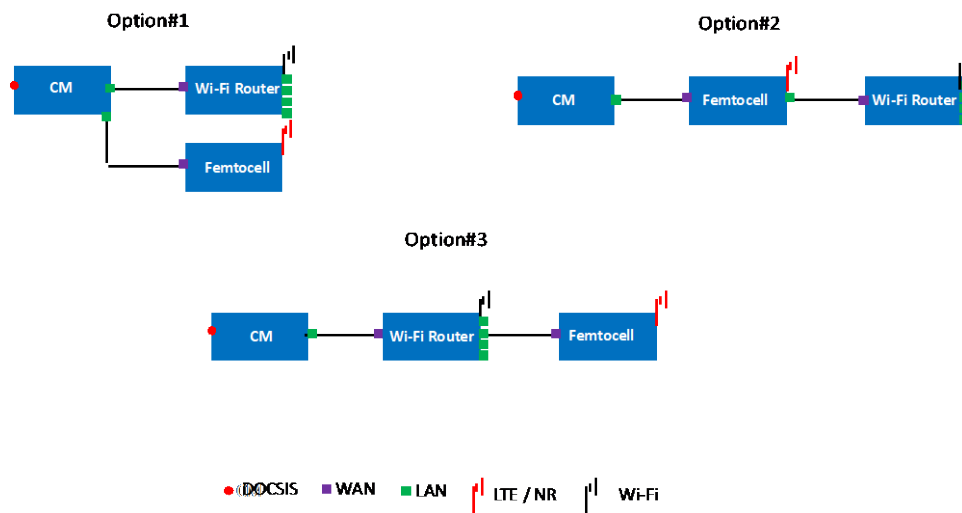 Option#1
Option#2
CM
Wi-Fi Router
Femtocell
CM
Femtocell
Wi-Fi Router
Option#3
CM
Wi-Fi Router
Femtocell
DOCSIS WAN LAN LTE / NR Wi-Fi